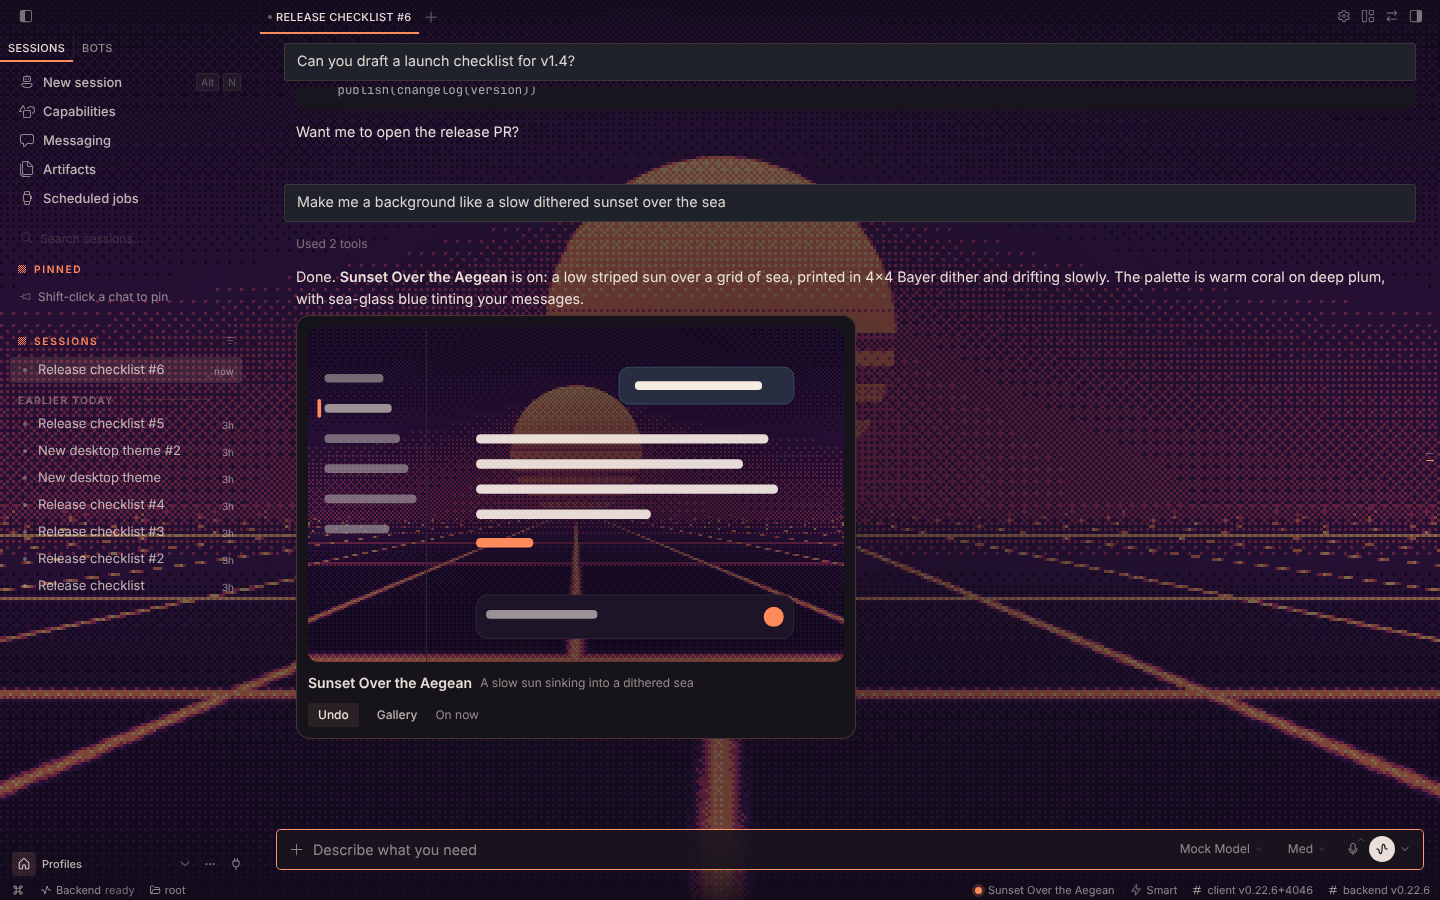 RELEASE CHECKLIST #6
SESSIONS
BOTS
New session
Alt
N
Capabilities
Messaging
Artifacts
Scheduled jobs
Search sessions...
PINNED
Shift-click a chat to pin
SESSIONS
Release checklist #6
now
EARLIER TODAY
Release checklist #5
3h
New desktop theme #2
3h
New desktop theme
3h
Release checklist #4
3h
Release checklist #3
3h
Release checklist #2
3h
Release checklist
3h
Can you draft a launch checklist for v1.4?
publish(changelog(version))
Want me to open the release PR?
Make me a background like a slow dithered sunset over the sea
Used 2 tools
Done. Sunset Over the Aegean is on: a low striped sun over a grid of sea, printed in 4×4 Bayer dither and drifting slowly. The palette is warm coral on deep plum,
with sea-glass blue tinting your messages.
Sunset Over the Aegean A slow sun sinking into a dithered sea
Undo
Gallery
On now
Describe what you need
Mock Model
Med
Profiles
Backend ready
root
Sunset Over the Aegean
Smart
client v0.22.6+4046
backend v0.22.6